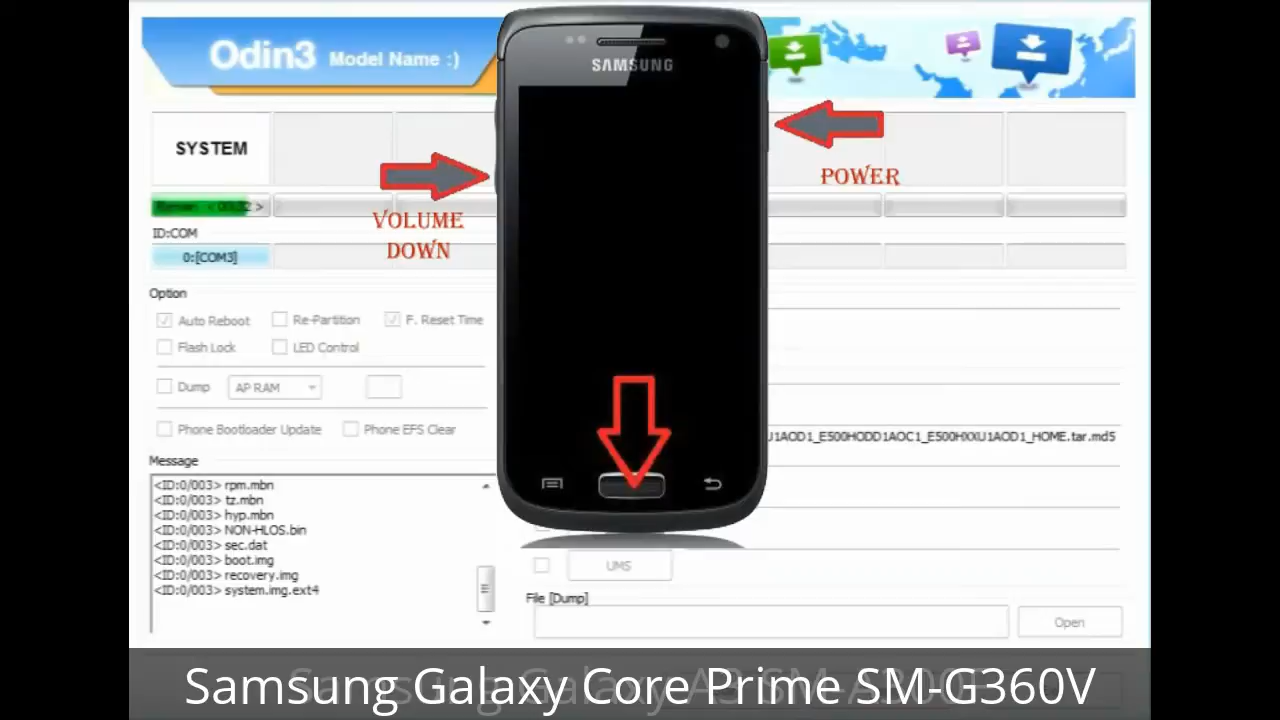 Odin3 Model Name :)
SAMSUNG
SYSTEM
POWER
VOLUME
DOWN
ID:COM
0:[COM3]
Option
Auto Reboot
Re-Partition
F. Reset Time
Flash Lock
LED Control
Dump
AP RAM
Phone Bootloader Update
Phone EFS Clear
U1AOD1_E500HODD1AOC1_E500HXXU1AOD1_HOME.tar.md5
Message
<ID:0/003> rpm.mbn
<ID:0/003> tz.mbn
<ID:0/003> hyp.mbn
<ID:0/003> NON-HLOS.bin
<ID:0/003> sec.dat
<ID:0/003> boot.img
<ID:0/003> recovery.img
<ID:0/003> system.img.ext4
UMS
File [Dump]
Open
SamSung Galaxy Core Prime SM-G360V